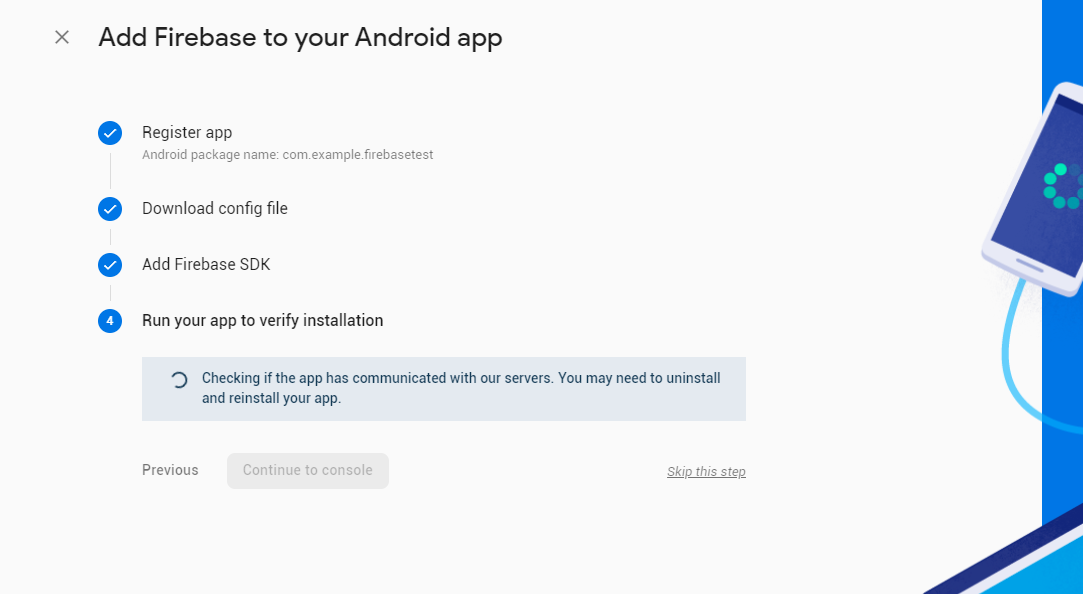 Add Firebase to your Android app
Register app
Android package name: com.example.firebasetest
Download config file
Add Firebase SDK
4
Run your app to verify installation
Checking if the app has communicated with our servers. You may need to uninstall
and reinstall your app.
Previous
Continue to console
Skip this step